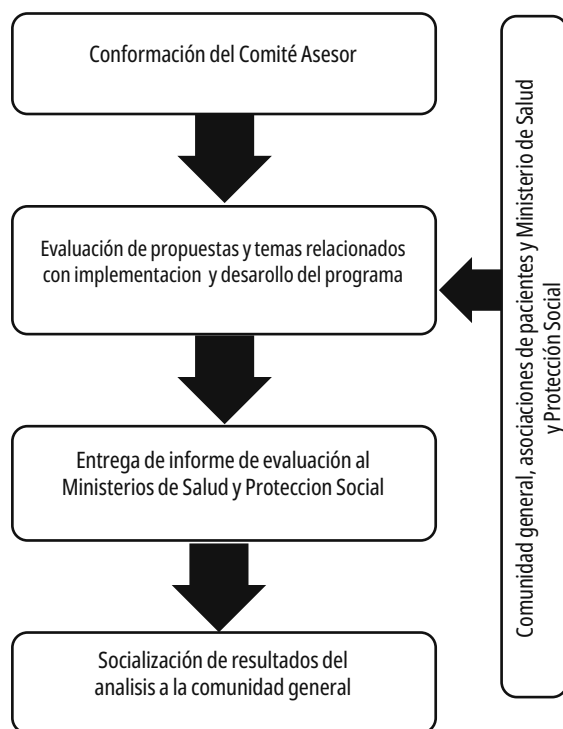 Conformación del Comité Asesor
Evaluación de propuestas y temas relacionados
con implementacion y desarollo del programa
Entrega de informe de evaluación al
Ministerios de Salud y Proteccion Social
Socialización de resultados del
analisis a la comunidad general
Comunidad general, asociaciones de pacientes y Ministerio de Salud
y Protección Social